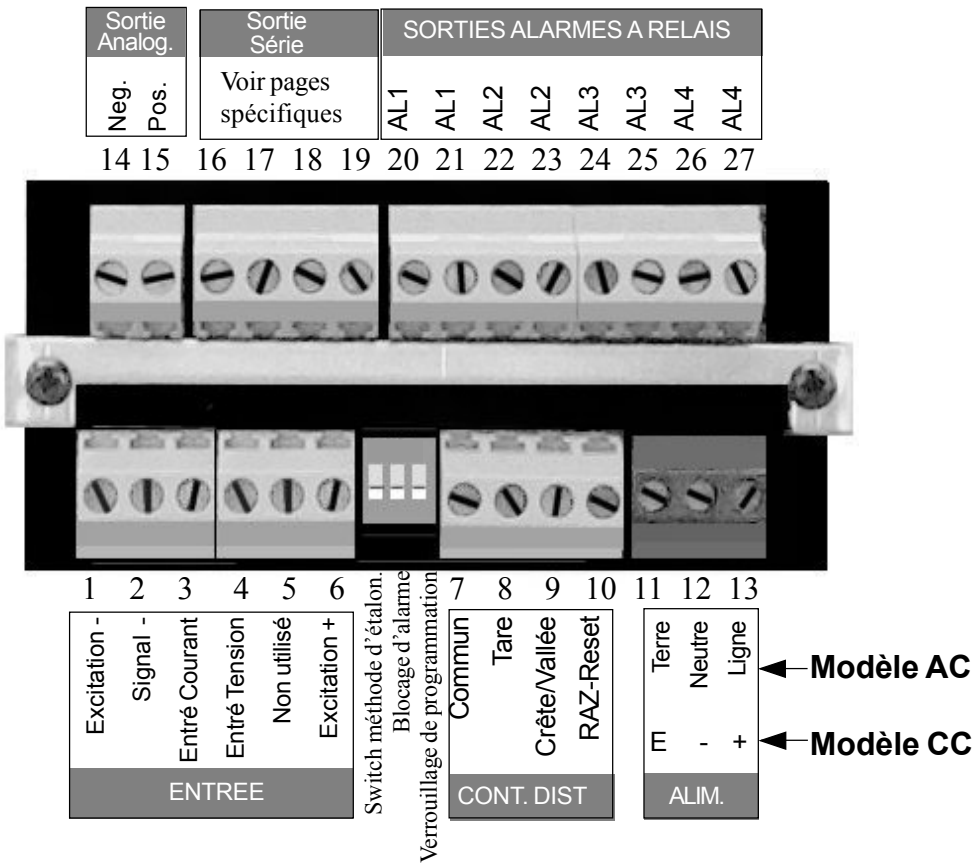 Sortie
Analog.
Sortie
Série
SORTIES ALARMES A RELAIS
Neg.
Pos.
Voir pages
spécifiques
AL1
AL1
AL2
AL2
AL3
AL3
AL4
AL4
14 15 16 17 18 19 20 21 22 23 24 25 26 27
1 2 3 4 5 6 7 8 9 10 11 12 13
Excitation -
Signal -
Entré Courant
Entré Tension
Non utilisé
Excitation +
Switch méthode d'étalon.
Blocage d'alarme
Verrouillage de programmation
Commun
Tare
Crête/Vallée
RAZ-Reset
Terre
Neutre
Ligne
Modèle AC
E - +
Modèle CC
ENTREE
CONT. DIST
ALIM.